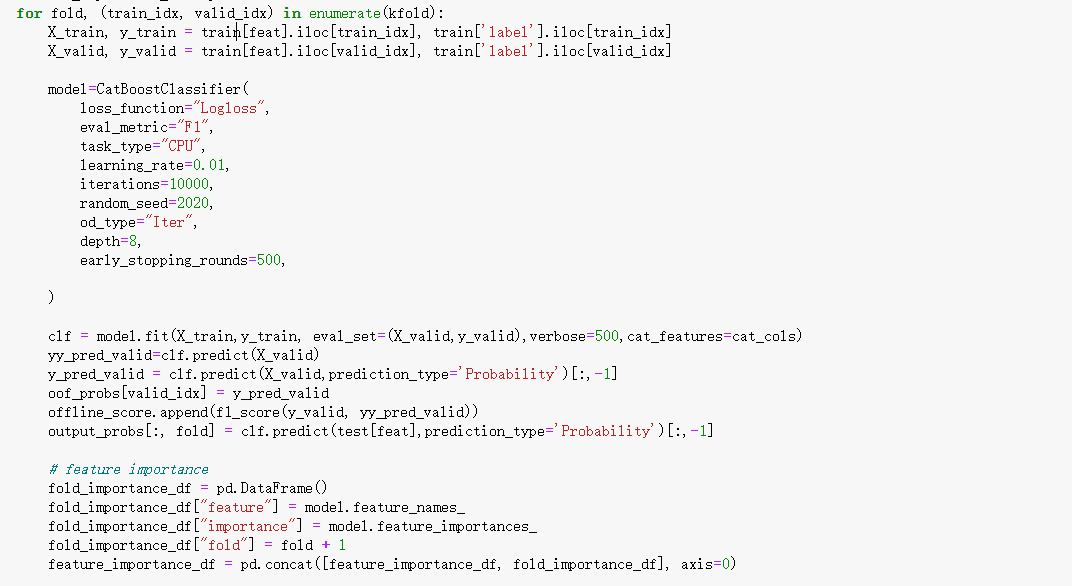 for fold, (train_idx, valid_idx) in enumerate(kfold):
    X_train, y_train = train[feat].iloc[train_idx], train['label'].iloc[train_idx]
    X_valid, y_valid = train[feat].iloc[valid_idx], train['label'].iloc[valid_idx]

    model=CatBoostClassifier(
        loss_function="Logloss",
        eval_metric="F1",
        task_type="CPU",
        learning_rate=0.01,
        iterations=10000,
        random_seed=2020,
        od_type="Iter",
        depth=8,
        early_stopping_rounds=500,

    )

    clf = model.fit(X_train,y_train, eval_set=(X_valid,y_valid),verbose=500,cat_features=cat_cols)
    yy_pred_valid=clf.predict(X_valid)
    y_pred_valid = clf.predict(X_valid,prediction_type='Probability')[:,-1]
    oof_probs[valid_idx] = y_pred_valid
    offline_score.append(f1_score(y_valid, yy_pred_valid))
    output_probs[:, fold] = clf.predict(test[feat],prediction_type='Probability')[:,-1]

    # feature importance
    fold_importance_df = pd.DataFrame()
    fold_importance_df["feature"] = model.feature_names_
    fold_importance_df["importance"] = model.feature_importances_
    fold_importance_df["fold"] = fold + 1
    feature_importance_df = pd.concat([feature_importance_df, fold_importance_df], axis=0)